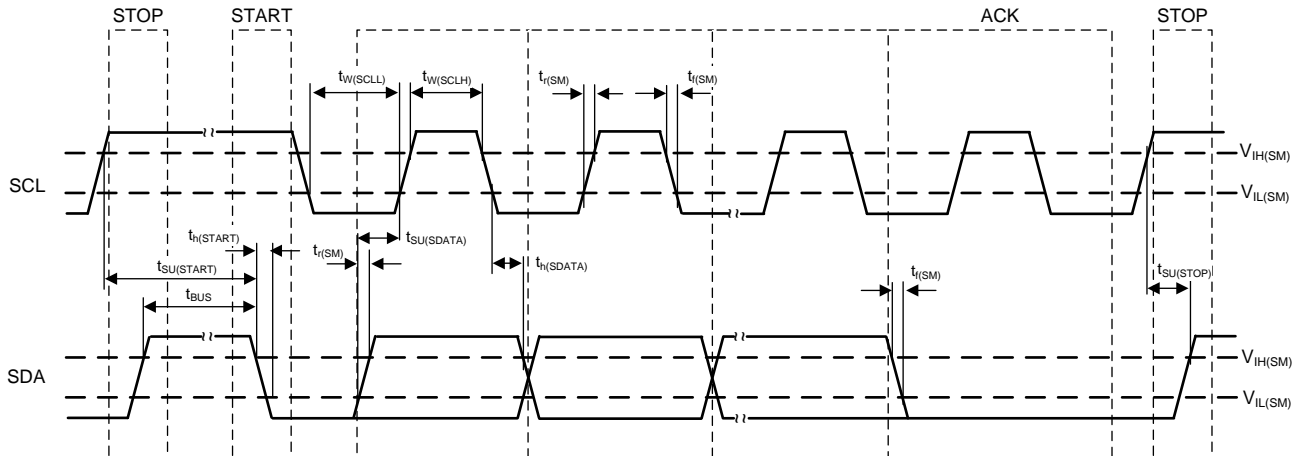 STOP START ACK STOP
tW(SCLL) tW(SCLH) tr(SM) tf(SM)
VIH(SM)
SCL
VIL(SM)
th(START) tr(SM) tSU(SDATA)
th(SDATA) tf(SM)
tSU(START) tSU(STOP)
tBUS
VIH(SM)
SDA
VIL(SM)